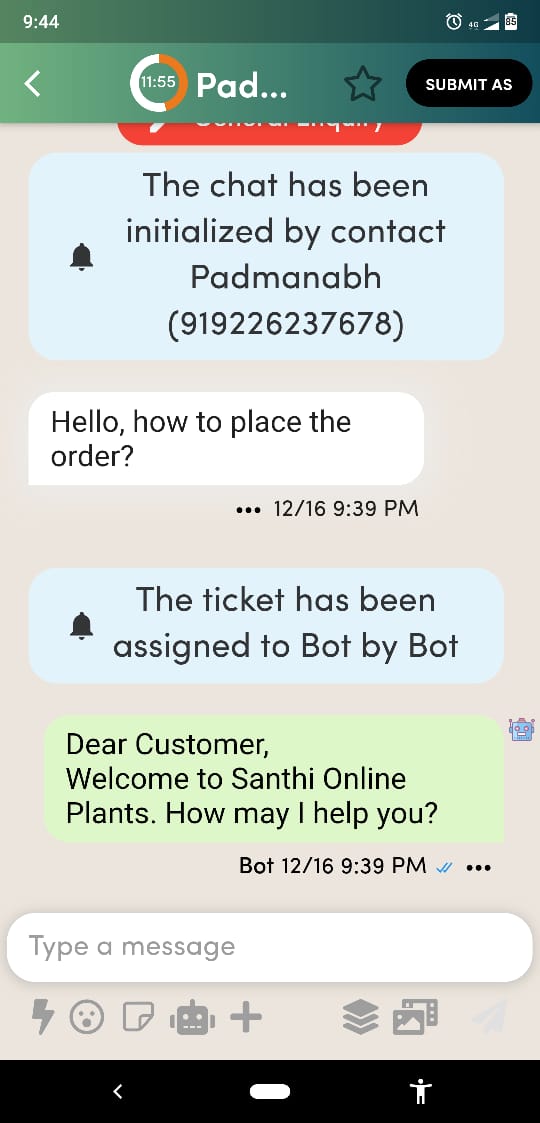 9:44
4G
85
11:55
Pad...
SUBMIT AS
General Enquiry
The chat has been
initialized by contact
Padmanabh
(919226237678)
Hello, how to place the
order?
12/16 9:39 PM
The ticket has been
assigned to Bot by Bot
Dear Customer,
Welcome to Santhi Online
Plants. How may I help you?
Bot 12/16 9:39 PM
Type a message